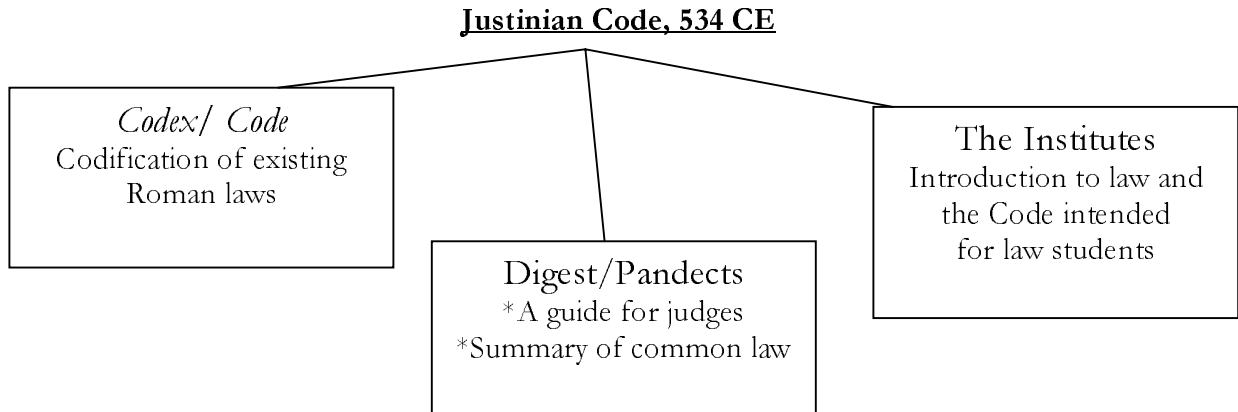 Justinian Code, 534 CE
Codex/ Code
Codification of existing
Roman laws
Digest/Pandects
*A guide for judges
*Summary of common law
The Institutes
Introduction to law and
the Code intended
for law students